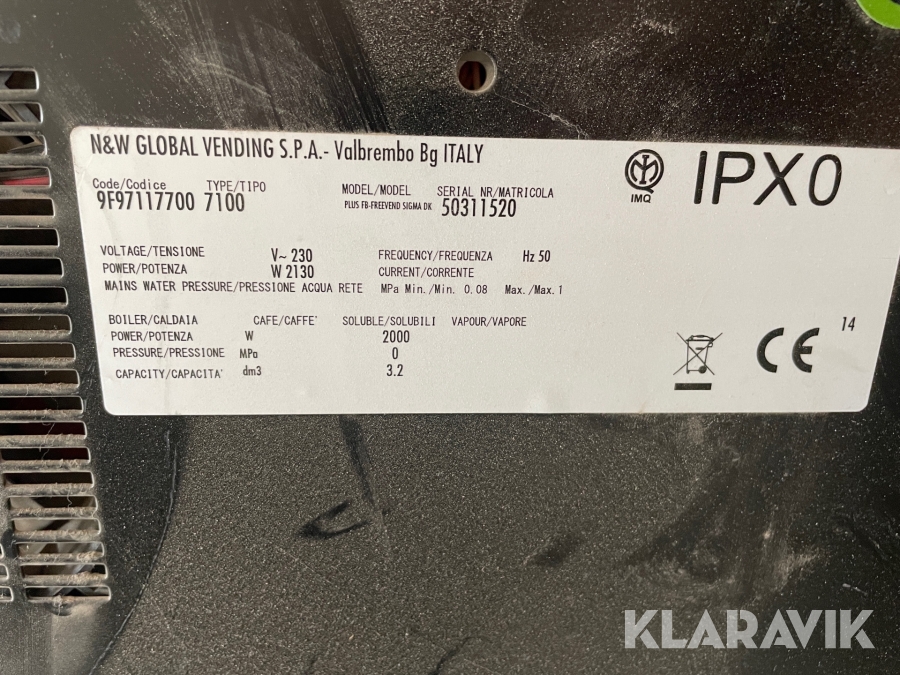 N&W GLOBAL VENDING S.P.A.- Valbrembo Bg ITALY
IMQ
IPX0
Code/Codice TYPE/TIPO MODEL/MODEL SERIAL NR/MATRICOLA
9F97117700 7100 PLUS FB-FREEVEND SIGMA DK 50311520
VOLTAGE/TENSIONE V~ 230 FREQUENCY/FREQUENZA Hz 50
POWER/POTENZA W 2130 CURRENT/CORRENTE
MAINS WATER PRESSURE/PRESSIONE ACQUA RETE MPa Min./Min. 0.08 Max./Max. 1
BOILER/CALDAIA CAFE/CAFFE' SOLUBLE/SOLUBILI VAPOUR/VAPORE
POWER/POTENZA W 2000
PRESSURE/PRESSIONE MPa 0
CAPACITY/CAPACITA' dm3 3.2
CE 14
KLARAVIK